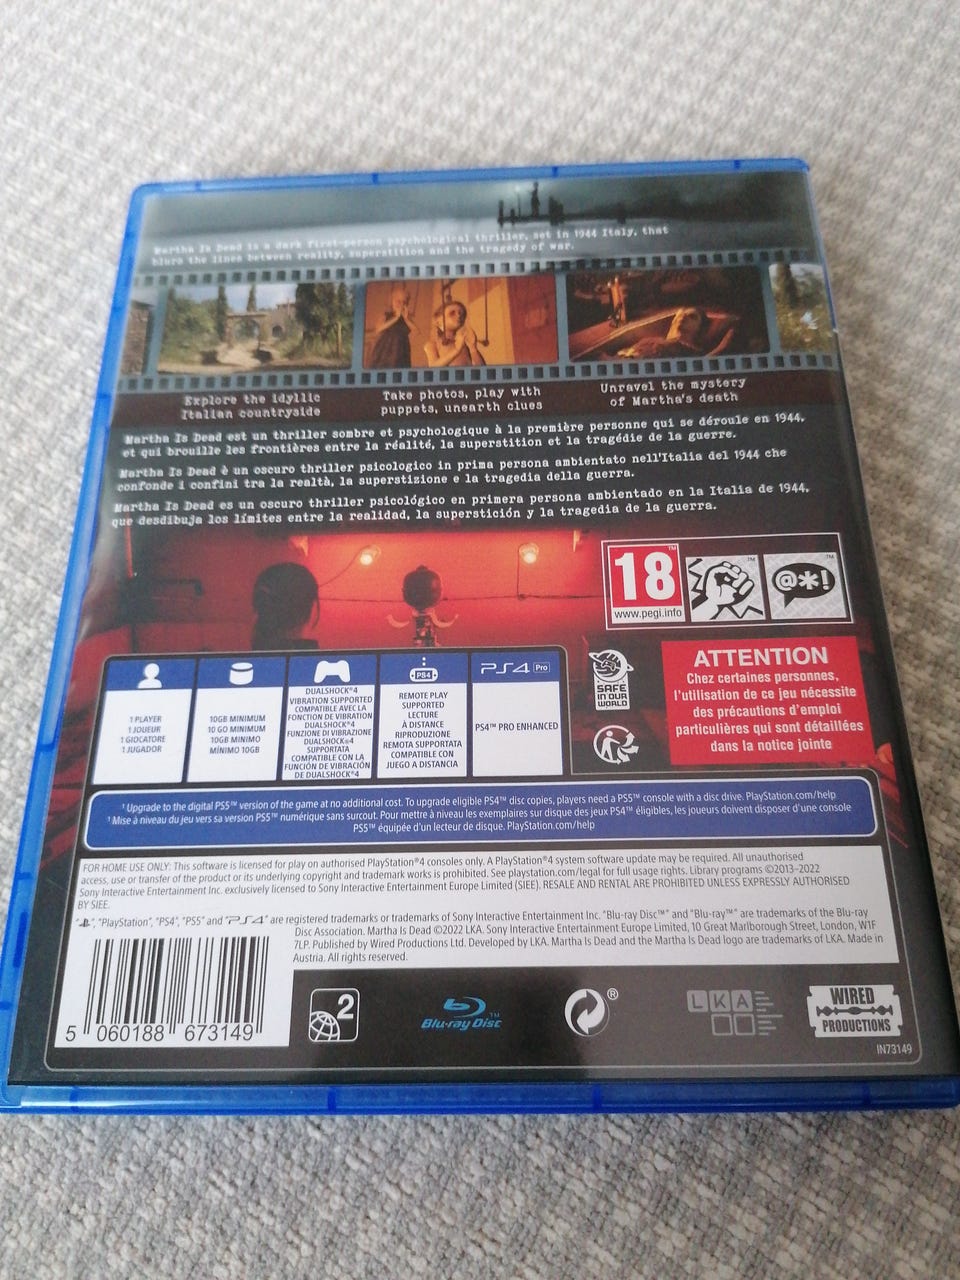 Martha Is Dead is a dark first-person psychological thriller, set in 1944 Italy, that
blurs the lines between reality, superstition and the tragedy of war.
Explore the idyllic
Italian countryside
Take photos, play with
puppets, unearth clues
Unravel the mystery
of Martha's death
Martha Is Dead est un thriller sombre et psychologique à la première personne qui se déroule en 1944,
et qui brouille les frontières entre la réalité, la superstition et la tragédie de la guerre.
Martha Is Dead è un oscuro thriller psicologico in prima persona ambientato nell'Italia del 1944 che
confonde i confini tra la realtà, la superstizione e la tragedia della guerra.
Martha Is Dead es un oscuro thriller psicológico en primera persona ambientado en la Italia de 1944,
que desdibuja los límites entre la realidad, la superstición y la tragedia de la guerra.
18™
www.pegi.info
™
@*!
™
SAFE
IN OUR
WORLD
ATTENTION
Chez certaines personnes,
l'utilisation de ce jeu nécessite
des précautions d'emploi
particulières qui sont détaillées
dans la notice jointe
1 PLAYER
1 JOUEUR
1 GIOCATORE
1 JUGADOR
10GB MINIMUM
10 GO MINIMUM
10GB MINIMO
MÍNIMO 10GB
DUALSHOCK®4
VIBRATION SUPPORTED
COMPATIBLE AVEC LA
FONCTION DE VIBRATION
DUALSHOCK®4
FUNZIONE DI VIBRAZIONE
DUALSHOCK®4
SUPPORTATA
COMPATIBLE CON LA
FUNCIÓN DE VIBRACIÓN
DE DUALSHOCK®4
PS4
REMOTE PLAY
SUPPORTED
LECTURE
À DISTANCE
RIPRODUZIONE
REMOTA SUPPORTATA
COMPATIBLE CON
JUEGO A DISTANCIA
PS4 Pro
PS4™ PRO ENHANCED
¹ Upgrade to the digital PS5™ version of the game at no additional cost. To upgrade eligible PS4™ disc copies, players need a PS5™ console with a disc drive. PlayStation.com/help
¹ Mise à niveau du jeu vers sa version PS5™ numérique sans surcout. Pour mettre à niveau les exemplaires sur disque des jeux PS4™ éligibles, les joueurs doivent disposer d'une console
PS5™ équipée d'un lecteur de disque. PlayStation.com/help
FOR HOME USE ONLY: This software is licensed for play on authorised PlayStation®4 consoles only. A PlayStation®4 system software update may be required. All unauthorised
access, use or transfer of the product or its underlying copyright and trademark works is prohibited. See playstation.com/legal for full usage rights. Library programs ©2013–2022
Sony Interactive Entertainment Inc. exclusively licensed to Sony Interactive Entertainment Europe Limited (SIEE). RESALE AND RENTAL ARE PROHIBITED UNLESS EXPRESSLY AUTHORISED
BY SIEE.
"PS", "PlayStation", "PS4", "PS5" and "PS4" are registered trademarks or trademarks of Sony Interactive Entertainment Inc. "Blu-ray Disc™" and "Blu-ray™" are trademarks of the Blu-ray
Disc Association. Martha Is Dead ©2022 LKA. Sony Interactive Entertainment Europe Limited, 10 Great Marlborough Street, London, W1F
7LP. Published by Wired Productions Ltd. Developed by LKA. Martha Is Dead and the Martha Is Dead logo are trademarks of LKA. Made in
Austria. All rights reserved.
5 060188 673149
2
Blu-ray Disc™
®
LKA
WIRED
PRODUCTIONS
IN73149